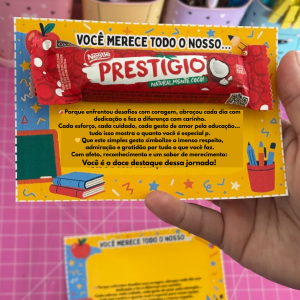 VOCÊ MERECE TODO O NOSSO...
Nestlé
PRESTÍGIO
NATURALMENTE COCO!
Porque enfrentou desafios com coragem, abraçou cada dia com
dedicação e fez a diferença com carinho.
Cada esforço, cada cuidado, cada gesto de amor pela educação...
tudo isso mostra o quanto você é especial p.
Que este simples gesto simbolize o imenso respeito,
admiração e gratidão por tudo o que você faz.
Com afeto, reconhecimento e um sabor de merecimento:
Você é o doce destaque dessa jornada!
VOCÊ MERECE TODO O NOSSO...